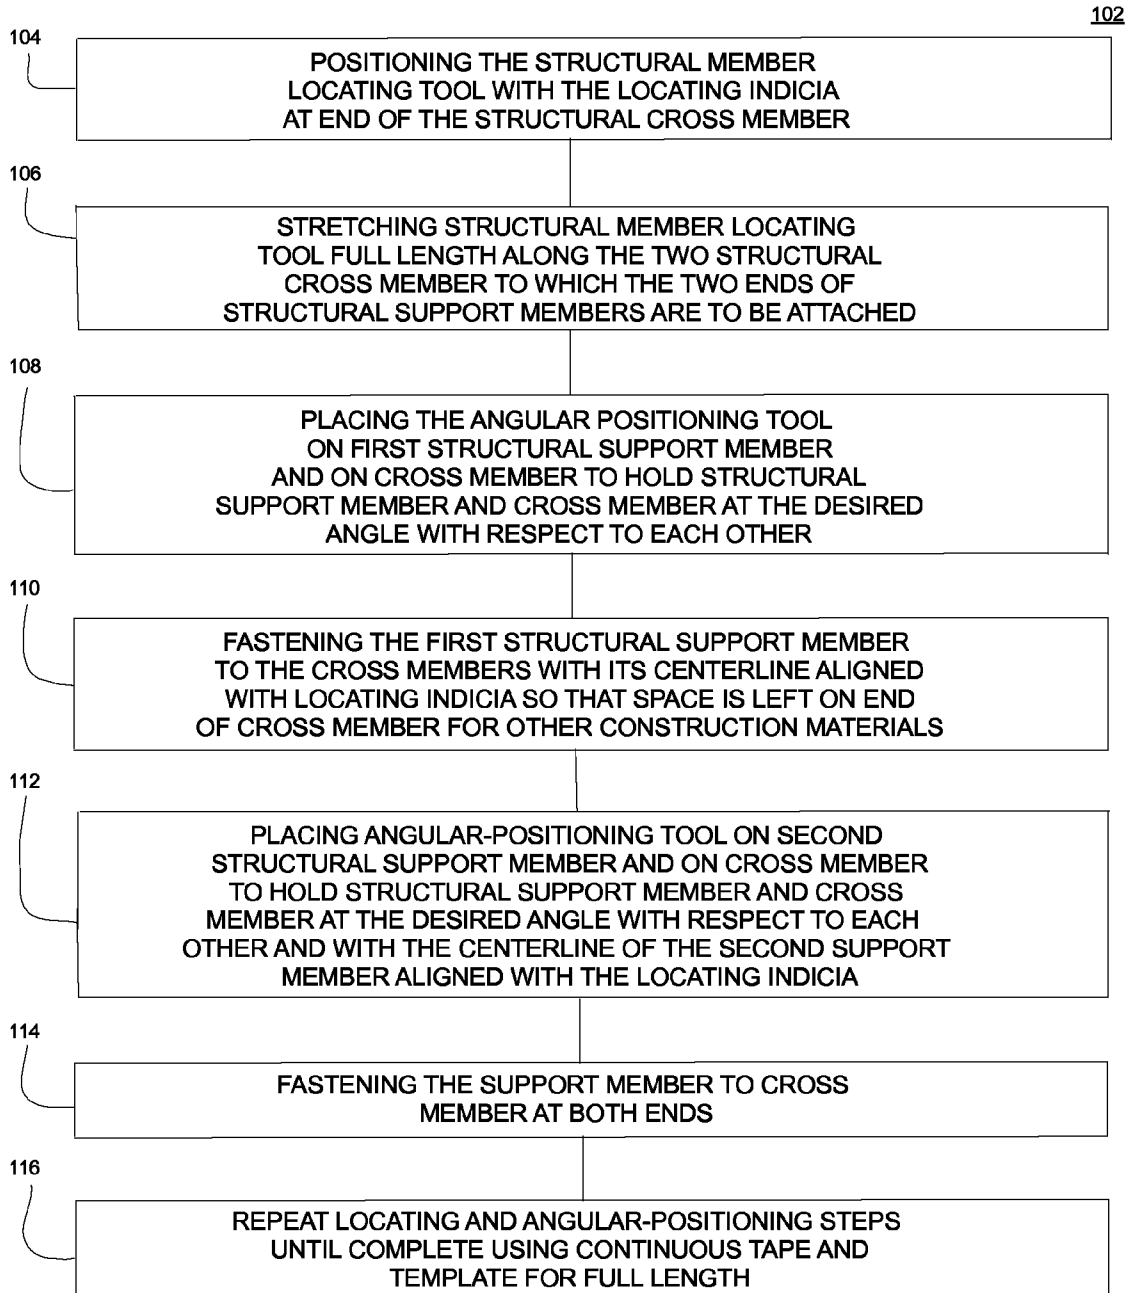 102
104
POSITIONING THE STRUCTURAL MEMBER
LOCATING TOOL WITH THE LOCATING INDICIA
AT END OF THE STRUCTURAL CROSS MEMBER
106
STRETCHING STRUCTURAL MEMBER LOCATING
TOOL FULL LENGTH ALONG THE TWO STRUCTURAL
CROSS MEMBER TO WHICH THE TWO ENDS OF
STRUCTURAL SUPPORT MEMBERS ARE TO BE ATTACHED
108
PLACING THE ANGULAR POSITIONING TOOL
ON FIRST STRUCTURAL SUPPORT MEMBER
AND ON CROSS MEMBER TO HOLD STRUCTURAL
SUPPORT MEMBER AND CROSS MEMBER AT THE DESIRED
ANGLE WITH RESPECT TO EACH OTHER
110
FASTENING THE FIRST STRUCTURAL SUPPORT MEMBER
TO THE CROSS MEMBERS WITH ITS CENTERLINE ALIGNED
WITH LOCATING INDICIA SO THAT SPACE IS LEFT ON END
OF CROSS MEMBER FOR OTHER CONSTRUCTION MATERIALS
112
PLACING ANGULAR-POSITIONING TOOL ON SECOND
STRUCTURAL SUPPORT MEMBER AND ON CROSS MEMBER
TO HOLD STRUCTURAL SUPPORT MEMBER AND CROSS
MEMBER AT THE DESIRED ANGLE WITH RESPECT TO EACH
OTHER AND WITH THE CENTERLINE OF THE SECOND SUPPORT
MEMBER ALIGNED WITH THE LOCATING INDICIA
114
FASTENING THE SUPPORT MEMBER TO CROSS
MEMBER AT BOTH ENDS
116
REPEAT LOCATING AND ANGULAR-POSITIONING STEPS
UNTIL COMPLETE USING CONTINUOUS TAPE AND
TEMPLATE FOR FULL LENGTH